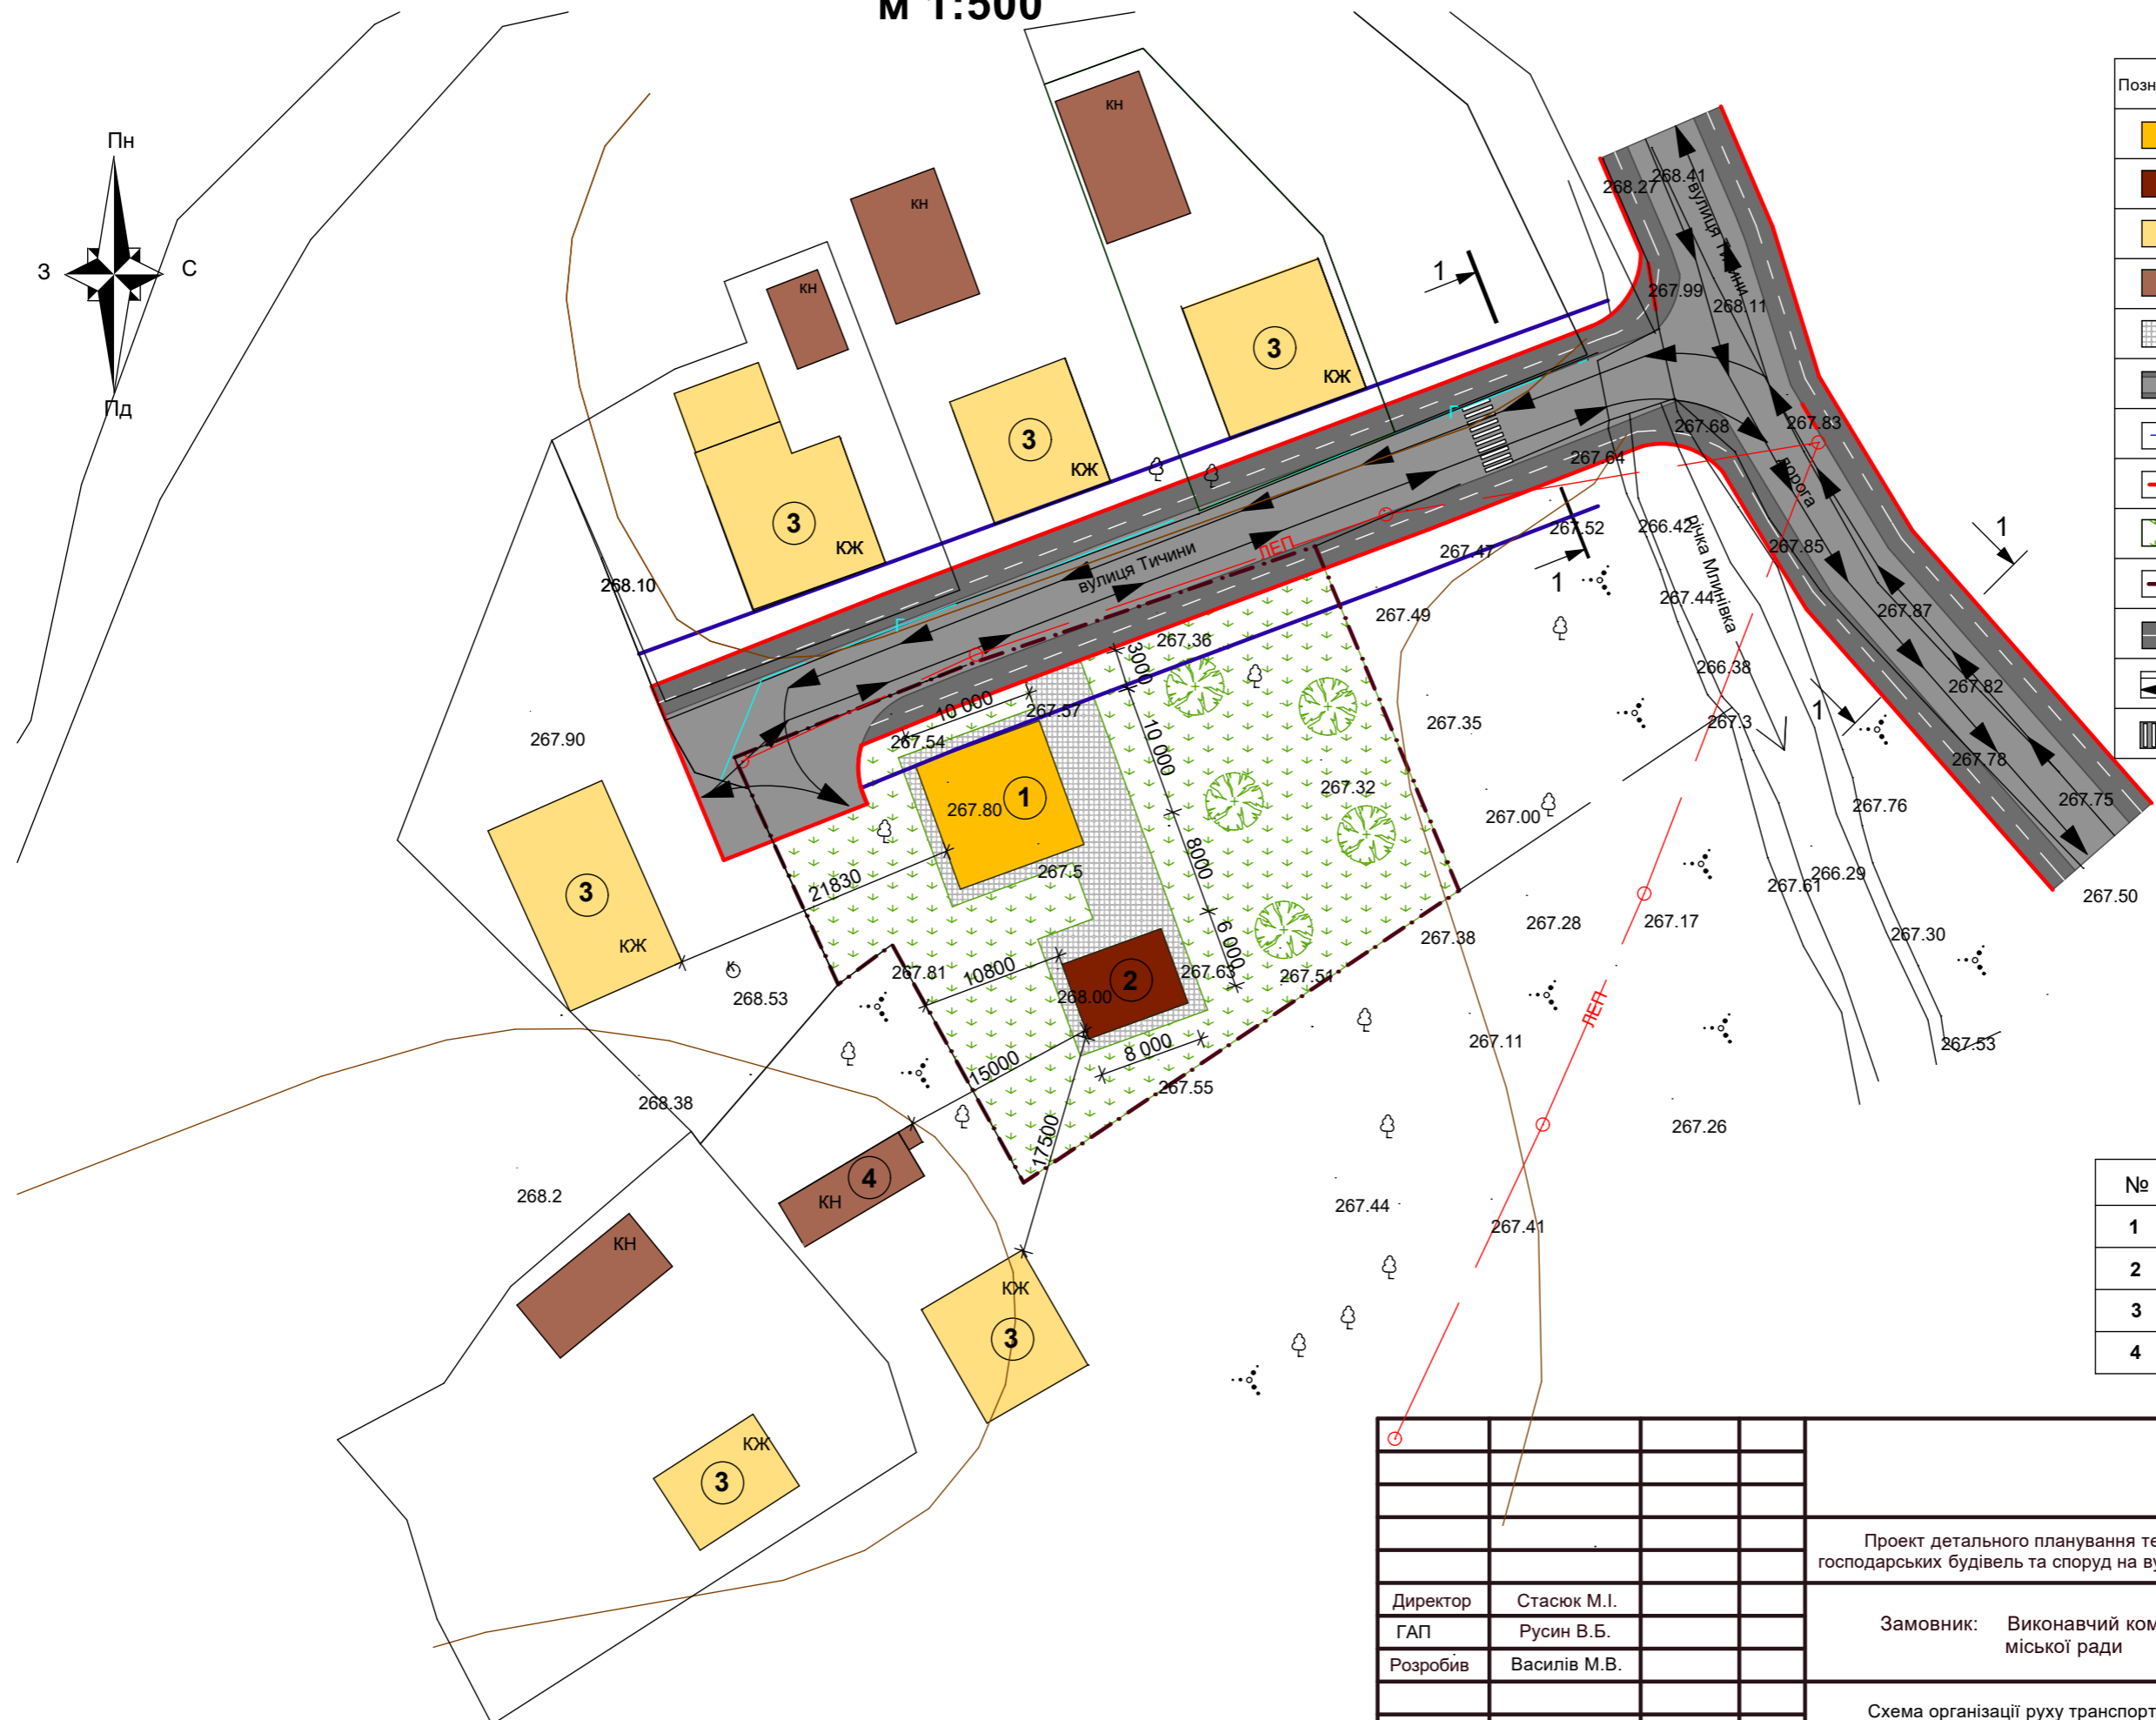 М 1:500
Пн
З
С
Пд
Позн
кн
кн
кн
1
3
КЖ
3
КЖ
3
КЖ
268.27
268.41
вулиця Тичини
267.99
268.11
Г
267.68
267.83
267.64
дорога
267.52
267.47
266.42
річка Млинівка
267.85
1
1
268.10
вулиця Тичини
ЛЕП
Г
267.49
267.44
267.87
267.36
3000
266.38
267.82
10 000
267.57
267.54
267.90
267.35
267.3
1
10 000
267.78
267.32
267.80
1
267.00
267.76
267.75
8000
267.5
21830
3
КЖ
267.61
266.29
267.50
267.38
267.28
267.17
267.30
6 000
К
268.53
267.81
10800
2
268.00
267.63
267.51
ЛЕП
8 000
267.11
267.53
15000
267.55
268.38
17500
267.26
4
КН
268.2
267.44
267.41
КН
КЖ
3
КЖ
3
№
1
2
3
4
Проект детального планування те
господарських будівель та споруд на ву
Директор Стасюк М.І.
ГАП Русин В.Б.
Розробив Василів М.В.
Замовник: Виконавчий ком
міської ради
Схема організації руху транспорт